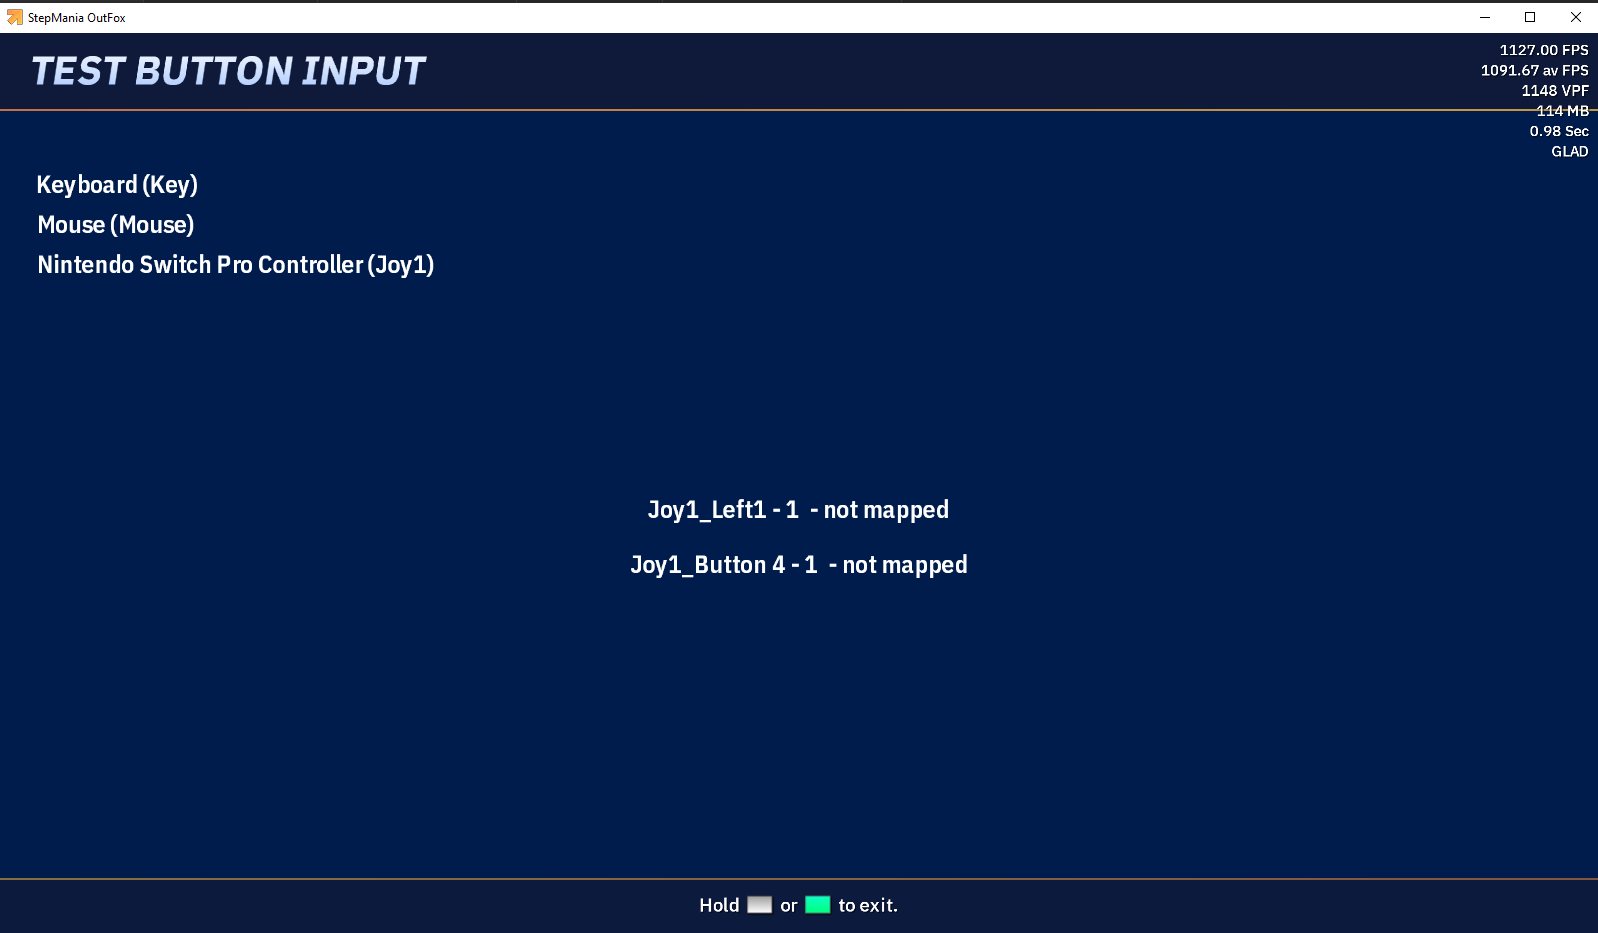 StepMania OutFox
TEST BUTTON INPUT
1127.00 FPS
1091.67 av FPS
1148 VPF
114 MB
0.98 Sec
GLAD
Keyboard (Key)
Mouse (Mouse)
Nintendo Switch Pro Controller (Joy1)
Joy1_Left1 - 1 - not mapped
Joy1_Button 4 - 1 - not mapped
Hold or to exit.